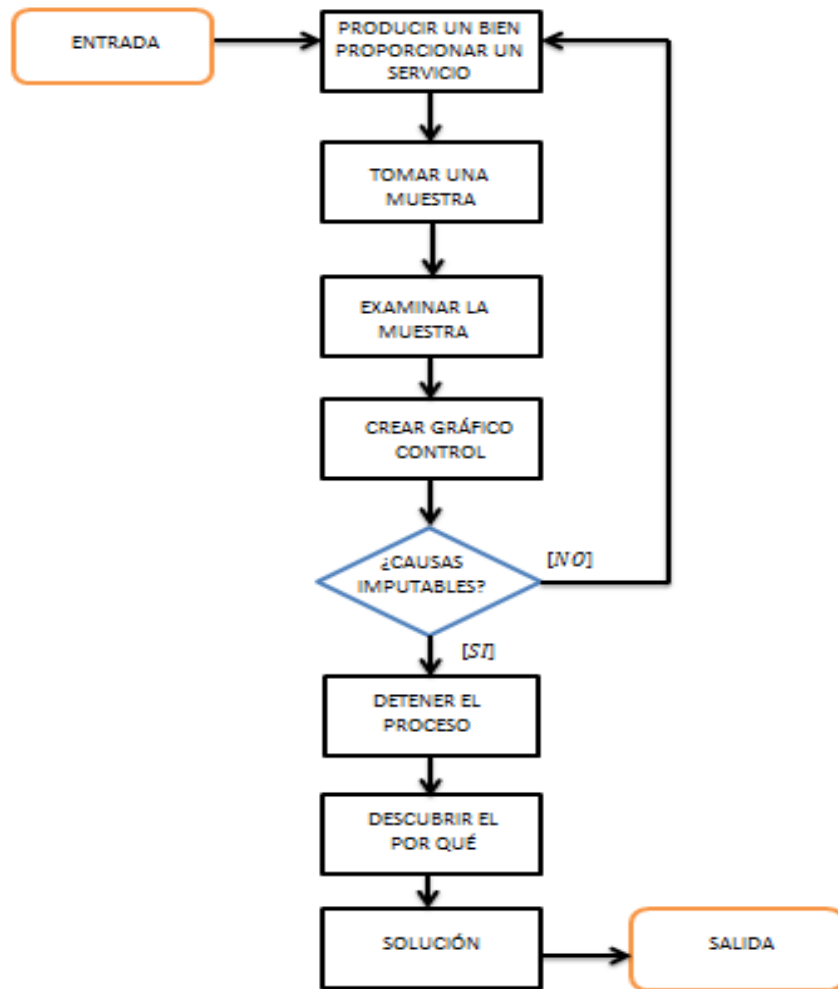 ENTRADA
PRODUCIR UN BIEN
PROPORCIONAR UN
SERVICIO
TOMAR UNA
MUESTRA
EXAMINAR LA
MUESTRA
CREAR GRÁFICO
CONTROL
¿CAUSAS
IMPUTABLES?
[NO]
[SI]
DETENER EL
PROCESO
DESCUBRIR EL
POR QUÉ
SOLUCIÓN
SALIDA